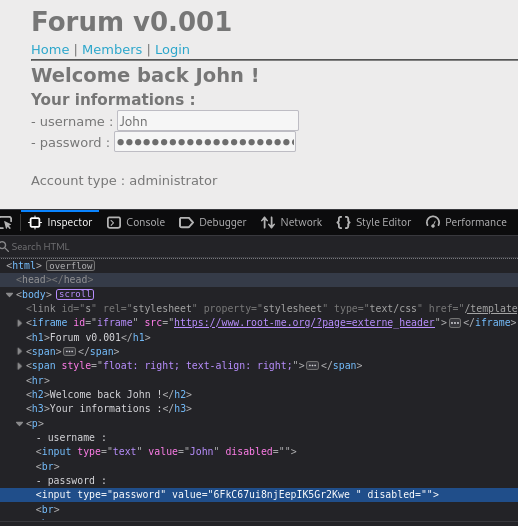 Forum v0.001
Home | Members | Login
Welcome back John !
Your informations :
- username : John
- password : ●●●●●●●●●●●●●●●●●●●●●
Account type : administrator
Inspector Console Debugger Network Style Editor Performance
Search HTML
<html> overflow
<head></head>
<body> scroll
<link id="s" rel="stylesheet" property="stylesheet" type="text/css" href="/template
<iframe id="iframe" src="https://www.root-me.org/?page=externe_header">⋯</iframe>
<h1>Forum v0.001</h1>
<span>⋯</span>
<span style="float: right; text-align: right;">⋯</span>
<hr>
<h2>Welcome back John !</h2>
<h3>Your informations :</h3>
<p>
- username :
<input type="text" value="John" disabled="">
<br>
- password :
<input type="password" value="6FkC67ui8njEepIK5Gr2Kwe " disabled="">
<br>